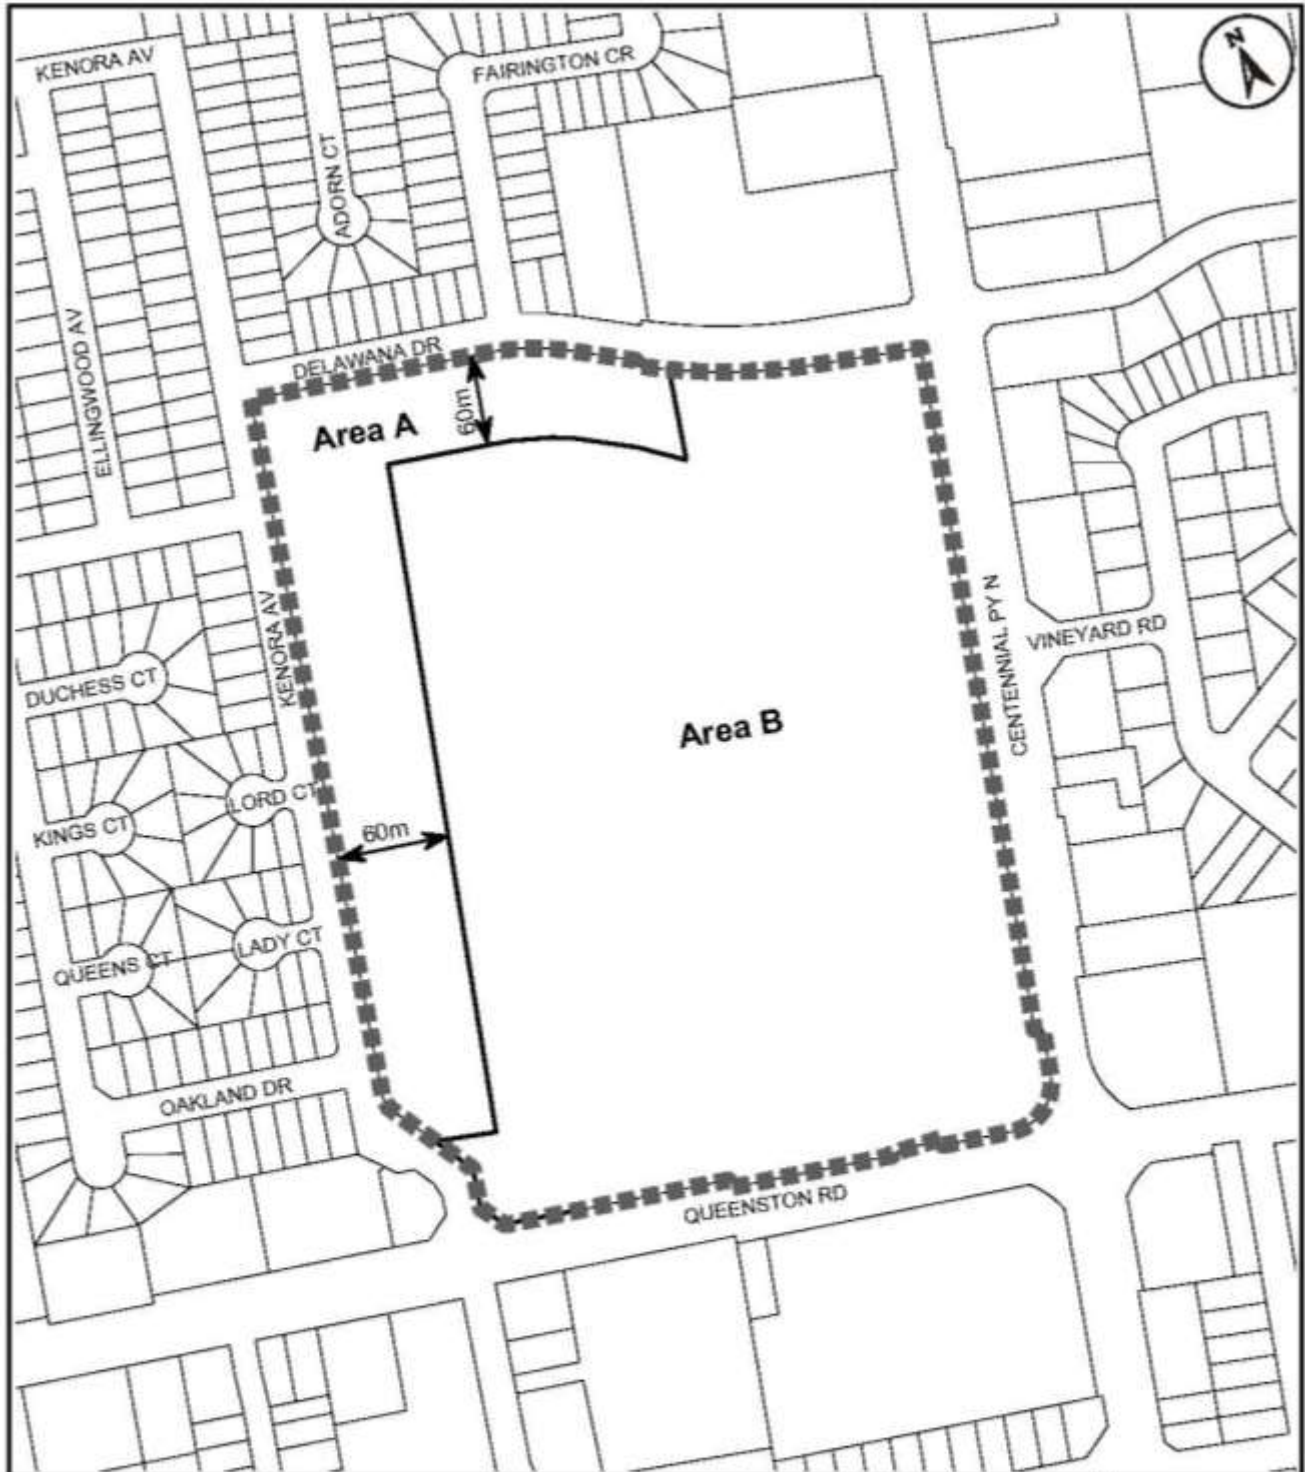 KENORA AV
FAIRINGTON CR
N
ADORN CT
ELLINGWOOD AV
DELAWANA DR
Area A
60m
KENORA AV
CENTENNIAL PY N
VINEYARD RD
DUCHESS CT
Area B
LORD CT
KINGS CT
60m
LADY CT
QUEENS CT
OAKLAND DR
QUEENSTON RD